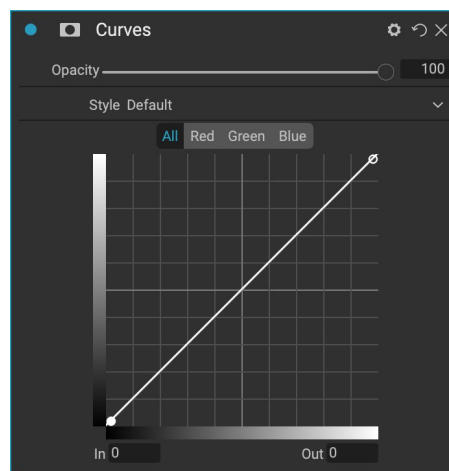 Curves
Opacity 100
Style Default
All Red Green Blue
In 0 Out 0